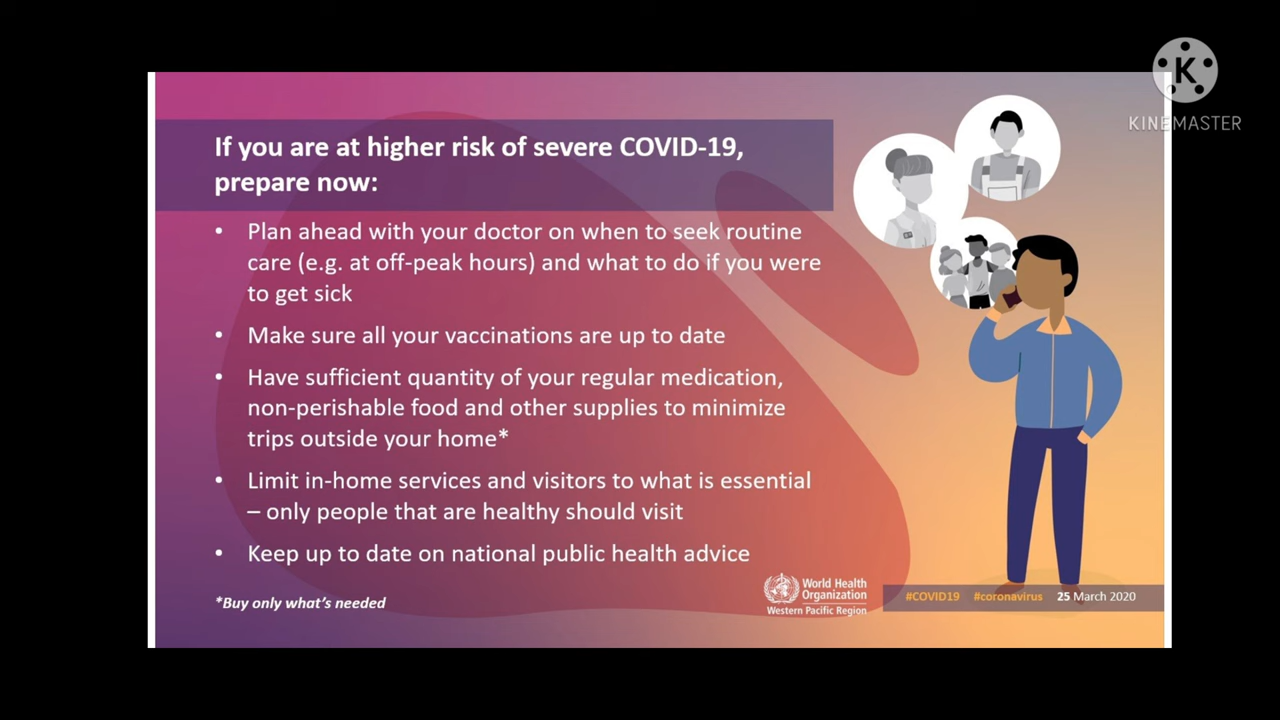 K
KINEMASTER
If you are at higher risk of severe COVID-19,
prepare now:
• Plan ahead with your doctor on when to seek routine
care (e.g. at off-peak hours) and what to do if you were
to get sick
• Make sure all your vaccinations are up to date
• Have sufficient quantity of your regular medication,
non-perishable food and other supplies to minimize
trips outside your home*
• Limit in-home services and visitors to what is essential
– only people that are healthy should visit
• Keep up to date on national public health advice
*Buy only what's needed
World Health
Organization
Western Pacific Region
#COVID19 #coronavirus 25 March 2020